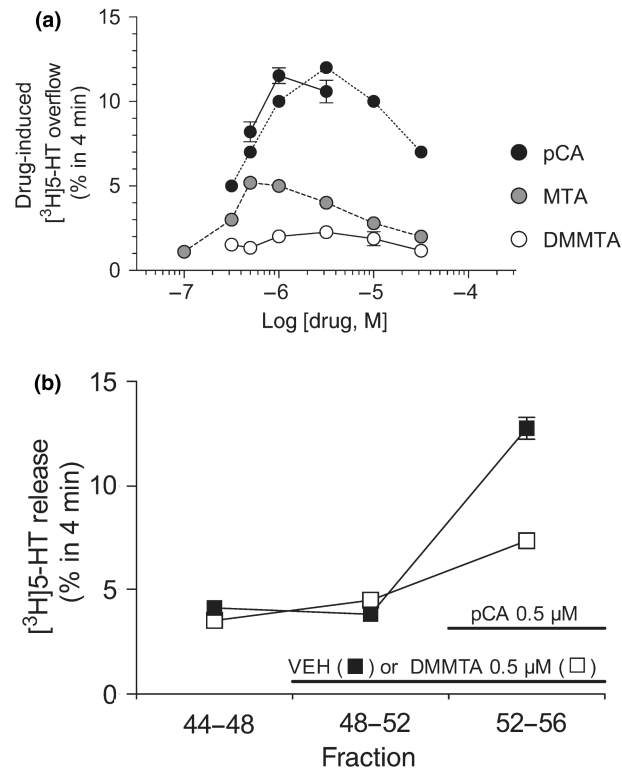 (a)
Drug-induced
[³H]5-HT overflow
(% in 4 min)
15
10
5
0
−7
−6
−5
−4
Log [drug, M]
pCA
MTA
DMMTA
(b)
[³H]5-HT release
(% in 4 min)
15
10
5
0
pCA 0.5 µM
VEH (■) or DMMTA 0.5 µM (□)
44–48
48–52
52–56
Fraction